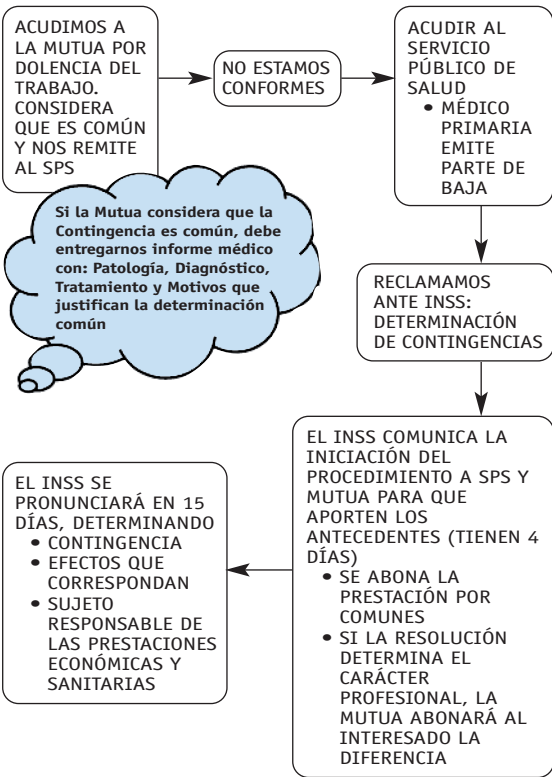 ACUDIMOS A
LA MUTUA POR
DOLENCIA DEL
TRABAJO.
CONSIDERA
QUE ES COMÚN
Y NOS REMITE
AL SPS
NO ESTAMOS
CONFORMES
ACUDIR AL
SERVICIO
PÚBLICO DE
SALUD
• MÉDICO
PRIMARIA
EMITE
PARTE DE
BAJA
Si la Mutua considera que la
Contingencia es común, debe
entregarnos informe médico
con: Patología, Diagnóstico,
Tratamiento y Motivos que
justifican la determinación
común
RECLAMAMOS
ANTE INSS:
DETERMINACIÓN
DE CONTINGENCIAS
EL INSS COMUNICA LA
INICIACIÓN DEL
PROCEDIMIENTO A SPS Y
MUTUA PARA QUE
APORTEN LOS
ANTECEDENTES (TIENEN 4
DÍAS)
• SE ABONA LA
PRESTACIÓN POR
COMUNES
• SI LA RESOLUCIÓN
DETERMINA EL
CARÁCTER
PROFESIONAL, LA
MUTUA ABONARÁ AL
INTERESADO LA
DIFERENCIA
EL INSS SE
PRONUNCIARÁ EN 15
DÍAS, DETERMINANDO
• CONTINGENCIA
• EFECTOS QUE
CORRESPONDAN
• SUJETO
RESPONSABLE DE
LAS PRESTACIONES
ECONÓMICAS Y
SANITARIAS